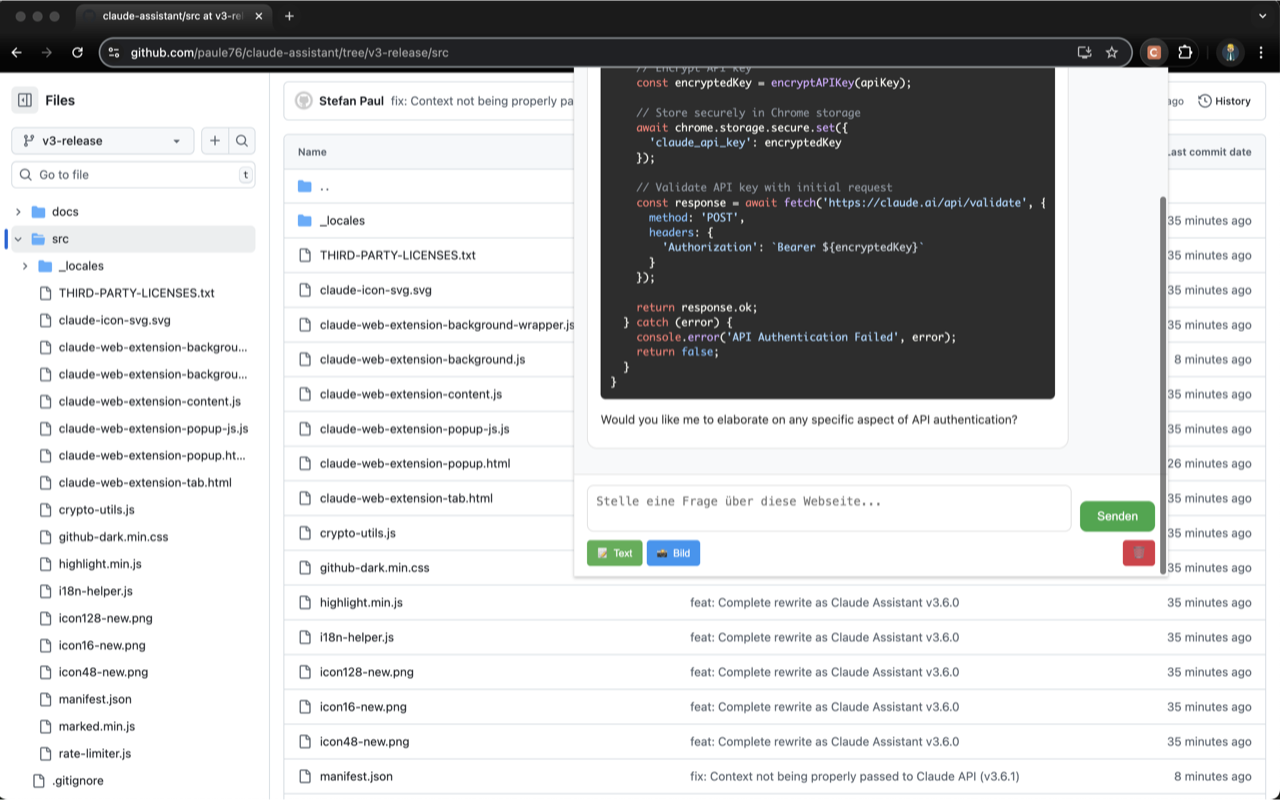 claude-assistant/src at v3-rel
github.com/paule76/claude-assistant/tree/v3-release/src
C
Files
v3-release
Go to file
t
docs
src
_locales
THIRD-PARTY-LICENSES.txt
claude-icon-svg.svg
claude-web-extension-backgrou...
claude-web-extension-backgrou...
claude-web-extension-content.js
claude-web-extension-popup-js.js
claude-web-extension-popup.ht...
claude-web-extension-tab.html
crypto-utils.js
github-dark.min.css
highlight.min.js
i18n-helper.js
icon128-new.png
icon16-new.png
icon48-new.png
manifest.json
marked.min.js
rate-limiter.js
.gitignore
Stefan Paul fix: Context not being properly pa
ago History
Name
Last commit date
..
_locales
35 minutes ago
THIRD-PARTY-LICENSES.txt
35 minutes ago
claude-icon-svg.svg
35 minutes ago
claude-web-extension-background-wrapper.js
35 minutes ago
claude-web-extension-background.js
8 minutes ago
claude-web-extension-content.js
35 minutes ago
claude-web-extension-popup-js.js
35 minutes ago
claude-web-extension-popup.html
26 minutes ago
claude-web-extension-tab.html
35 minutes ago
crypto-utils.js
35 minutes ago
github-dark.min.css
35 minutes ago
highlight.min.js feat: Complete rewrite as Claude Assistant v3.6.0 35 minutes ago
i18n-helper.js feat: Complete rewrite as Claude Assistant v3.6.0 35 minutes ago
icon128-new.png feat: Complete rewrite as Claude Assistant v3.6.0 35 minutes ago
icon16-new.png feat: Complete rewrite as Claude Assistant v3.6.0 35 minutes ago
icon48-new.png feat: Complete rewrite as Claude Assistant v3.6.0 35 minutes ago
manifest.json fix: Context not being properly passed to Claude API (v3.6.1) 8 minutes ago
// Encrypt API key
const encryptedKey = encryptAPIKey(apiKey);
// Store securely in Chrome storage
await chrome.storage.secure.set({
'claude_api_key': encryptedKey
});
// Validate API key with initial request
const response = await fetch('https://claude.ai/api/validate', {
method: 'POST',
headers: {
'Authorization': `Bearer ${encryptedKey}`
}
});
return response.ok;
} catch (error) {
console.error('API Authentication Failed', error);
return false;
}
}
Would you like me to elaborate on any specific aspect of API authentication?
Stelle eine Frage über diese Webseite...
Senden
Text
Bild